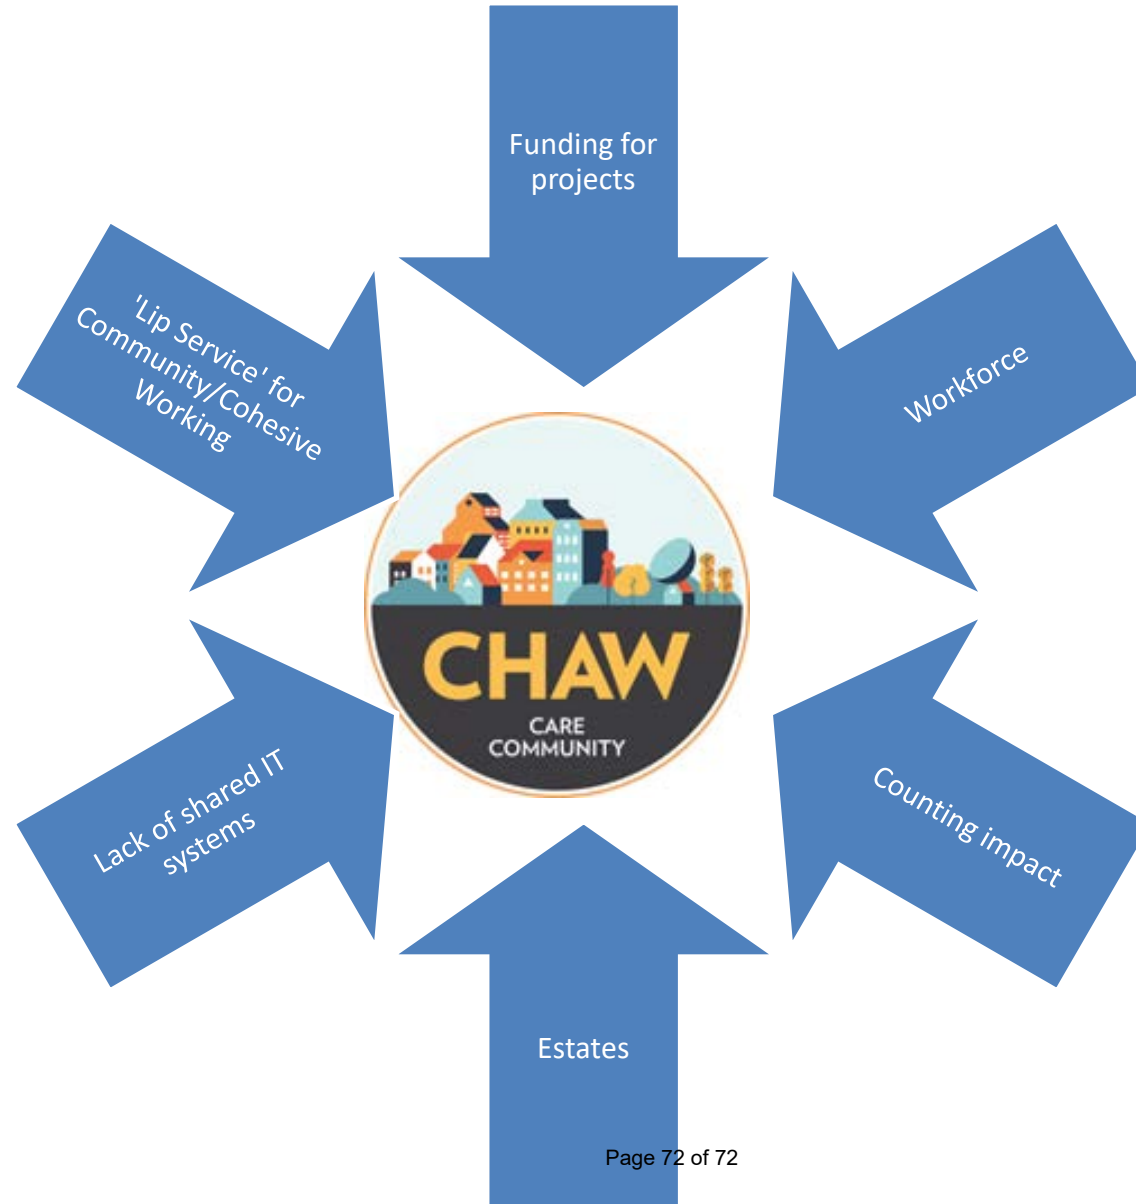 Funding for
projects
'Lip Service' for
Community/Cohesive
Working
Workforce
CHAW
CARE
COMMUNITY
Lack of shared IT
systems
Counting impact
Estates
Page 72 of 72